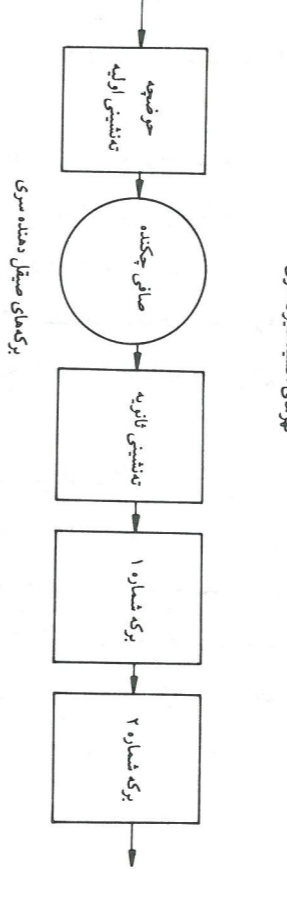 حوضچه
ته‌نشینی اولیه
صافی چکنده
ته‌نشینی ثانویه
برکه شماره ۱
برکه شماره ۲
برکه‌های صیقل دهنده سری